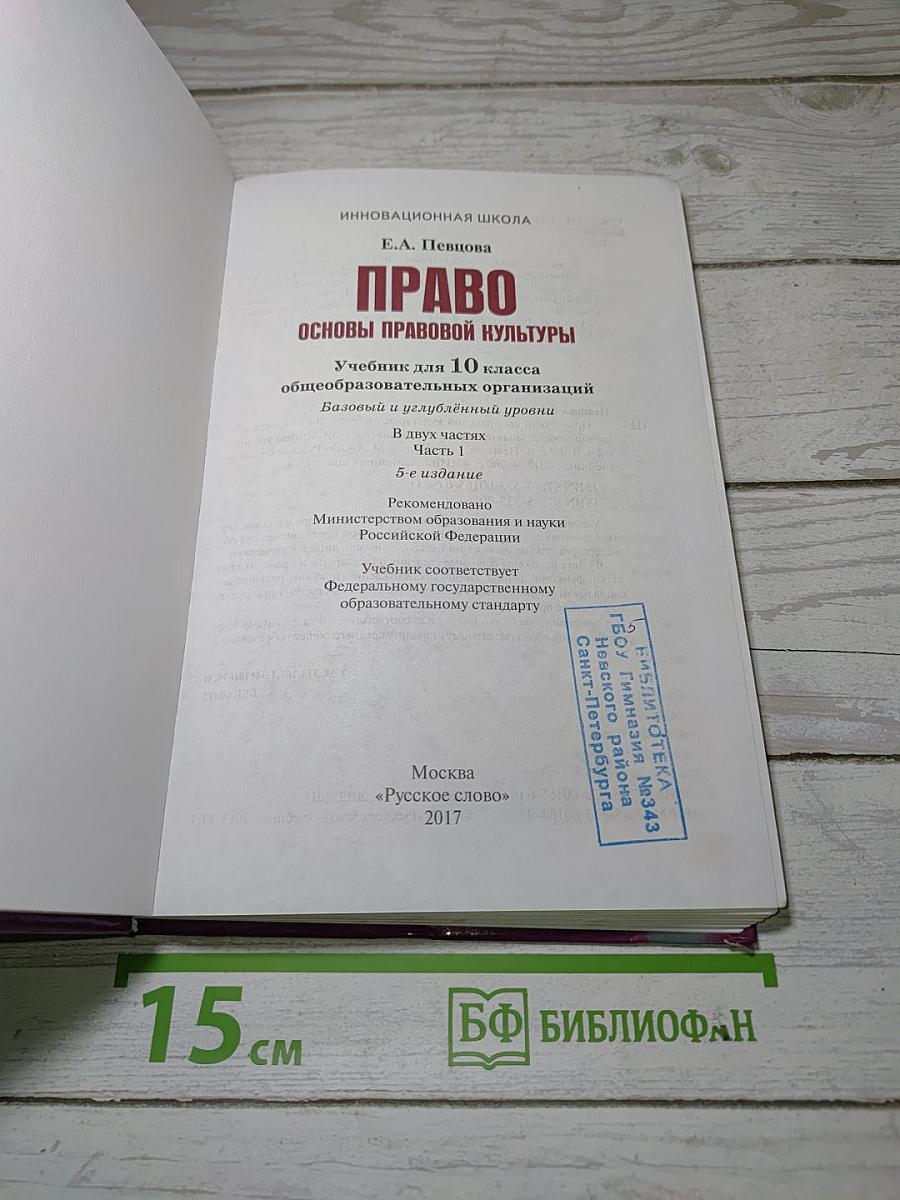 ИННОВАЦИОННАЯ ШКОЛА
Е.А. Певцова
ПРАВО
ОСНОВЫ ПРАВОВОЙ КУЛЬТУРЫ
Учебник для 10 класса
общеобразовательных организаций
Базовый и углублённый уровни
В двух частях
Часть 1
5-е издание
Рекомендовано
Министерством образования и науки
Российской Федерации
Учебник соответствует
Федеральному государственному
образовательному стандарту
БИБЛИОТЕКА
ГБОУ Гимназия №343
Невского района
Санкт-Петербурга
Москва
«Русское слово»
2017
15 см
БФ БИБЛИОФАН